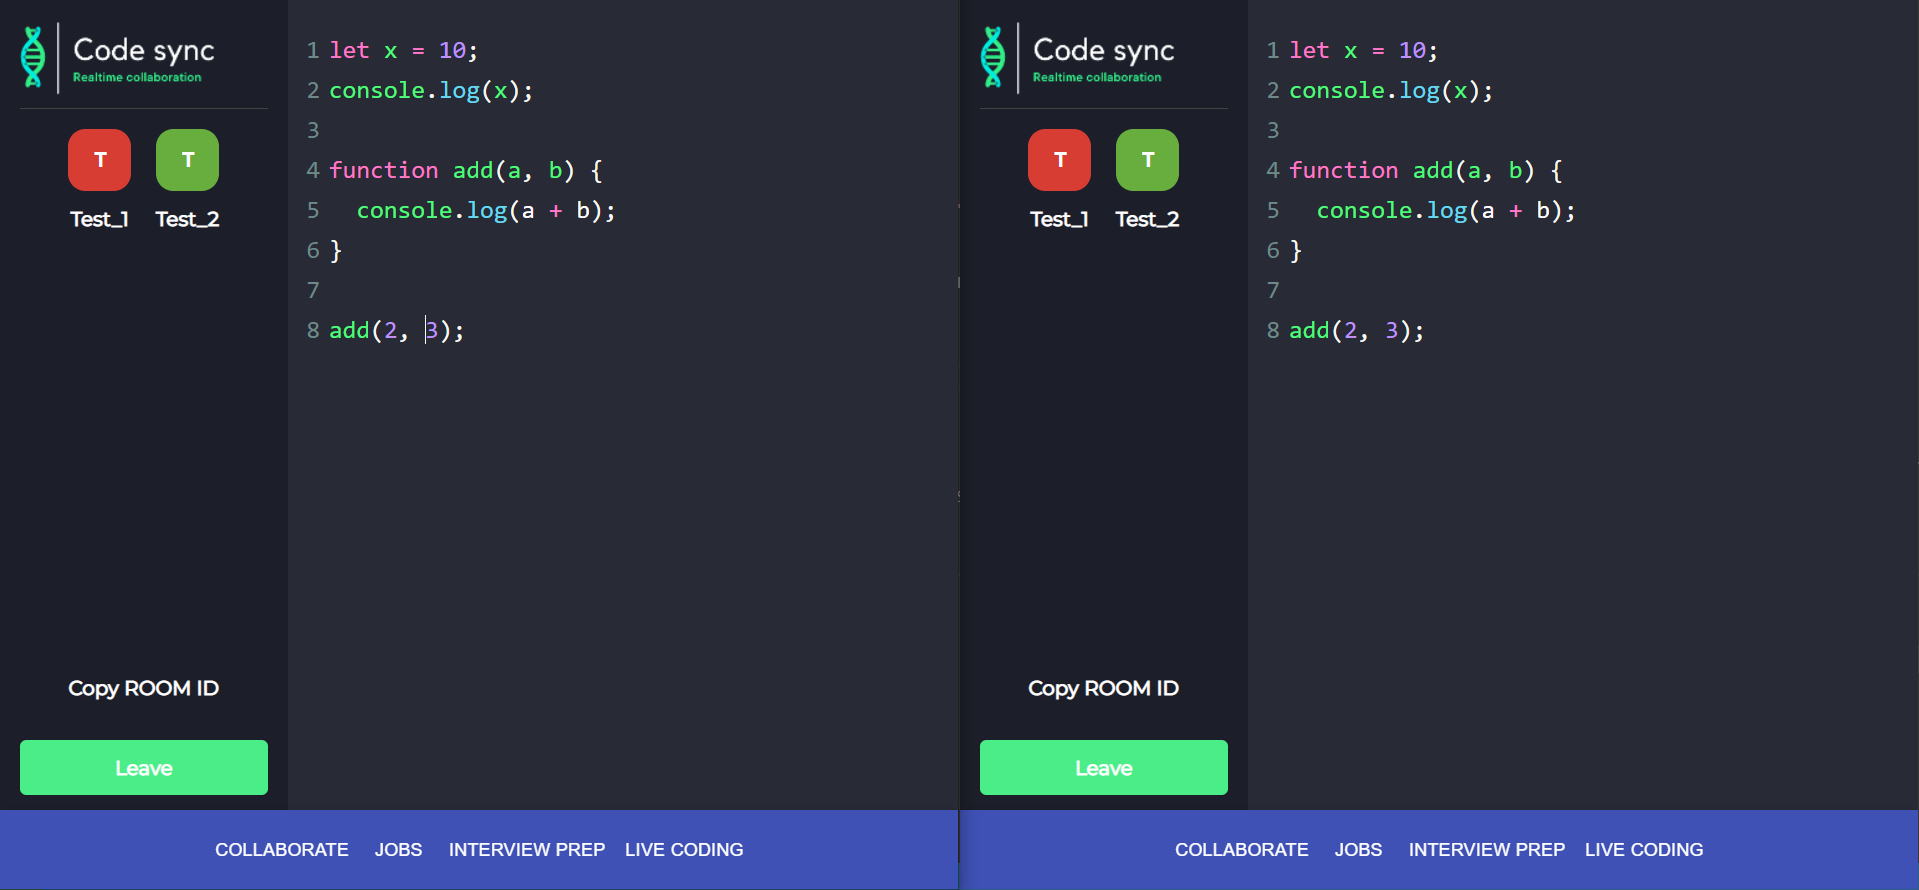 Code sync
Realtime collaboration
T T
Test_1 Test_2
Copy ROOM ID
Leave
1 let x = 10;
2 console.log(x);
3
4 function add(a, b) {
5   console.log(a + b);
6 }
7
8 add(2, 3);
COLLABORATE JOBS INTERVIEW PREP LIVE CODING
Code sync
Realtime collaboration
T T
Test_1 Test_2
Copy ROOM ID
Leave
1 let x = 10;
2 console.log(x);
3
4 function add(a, b) {
5   console.log(a + b);
6 }
7
8 add(2, 3);
COLLABORATE JOBS INTERVIEW PREP LIVE CODING